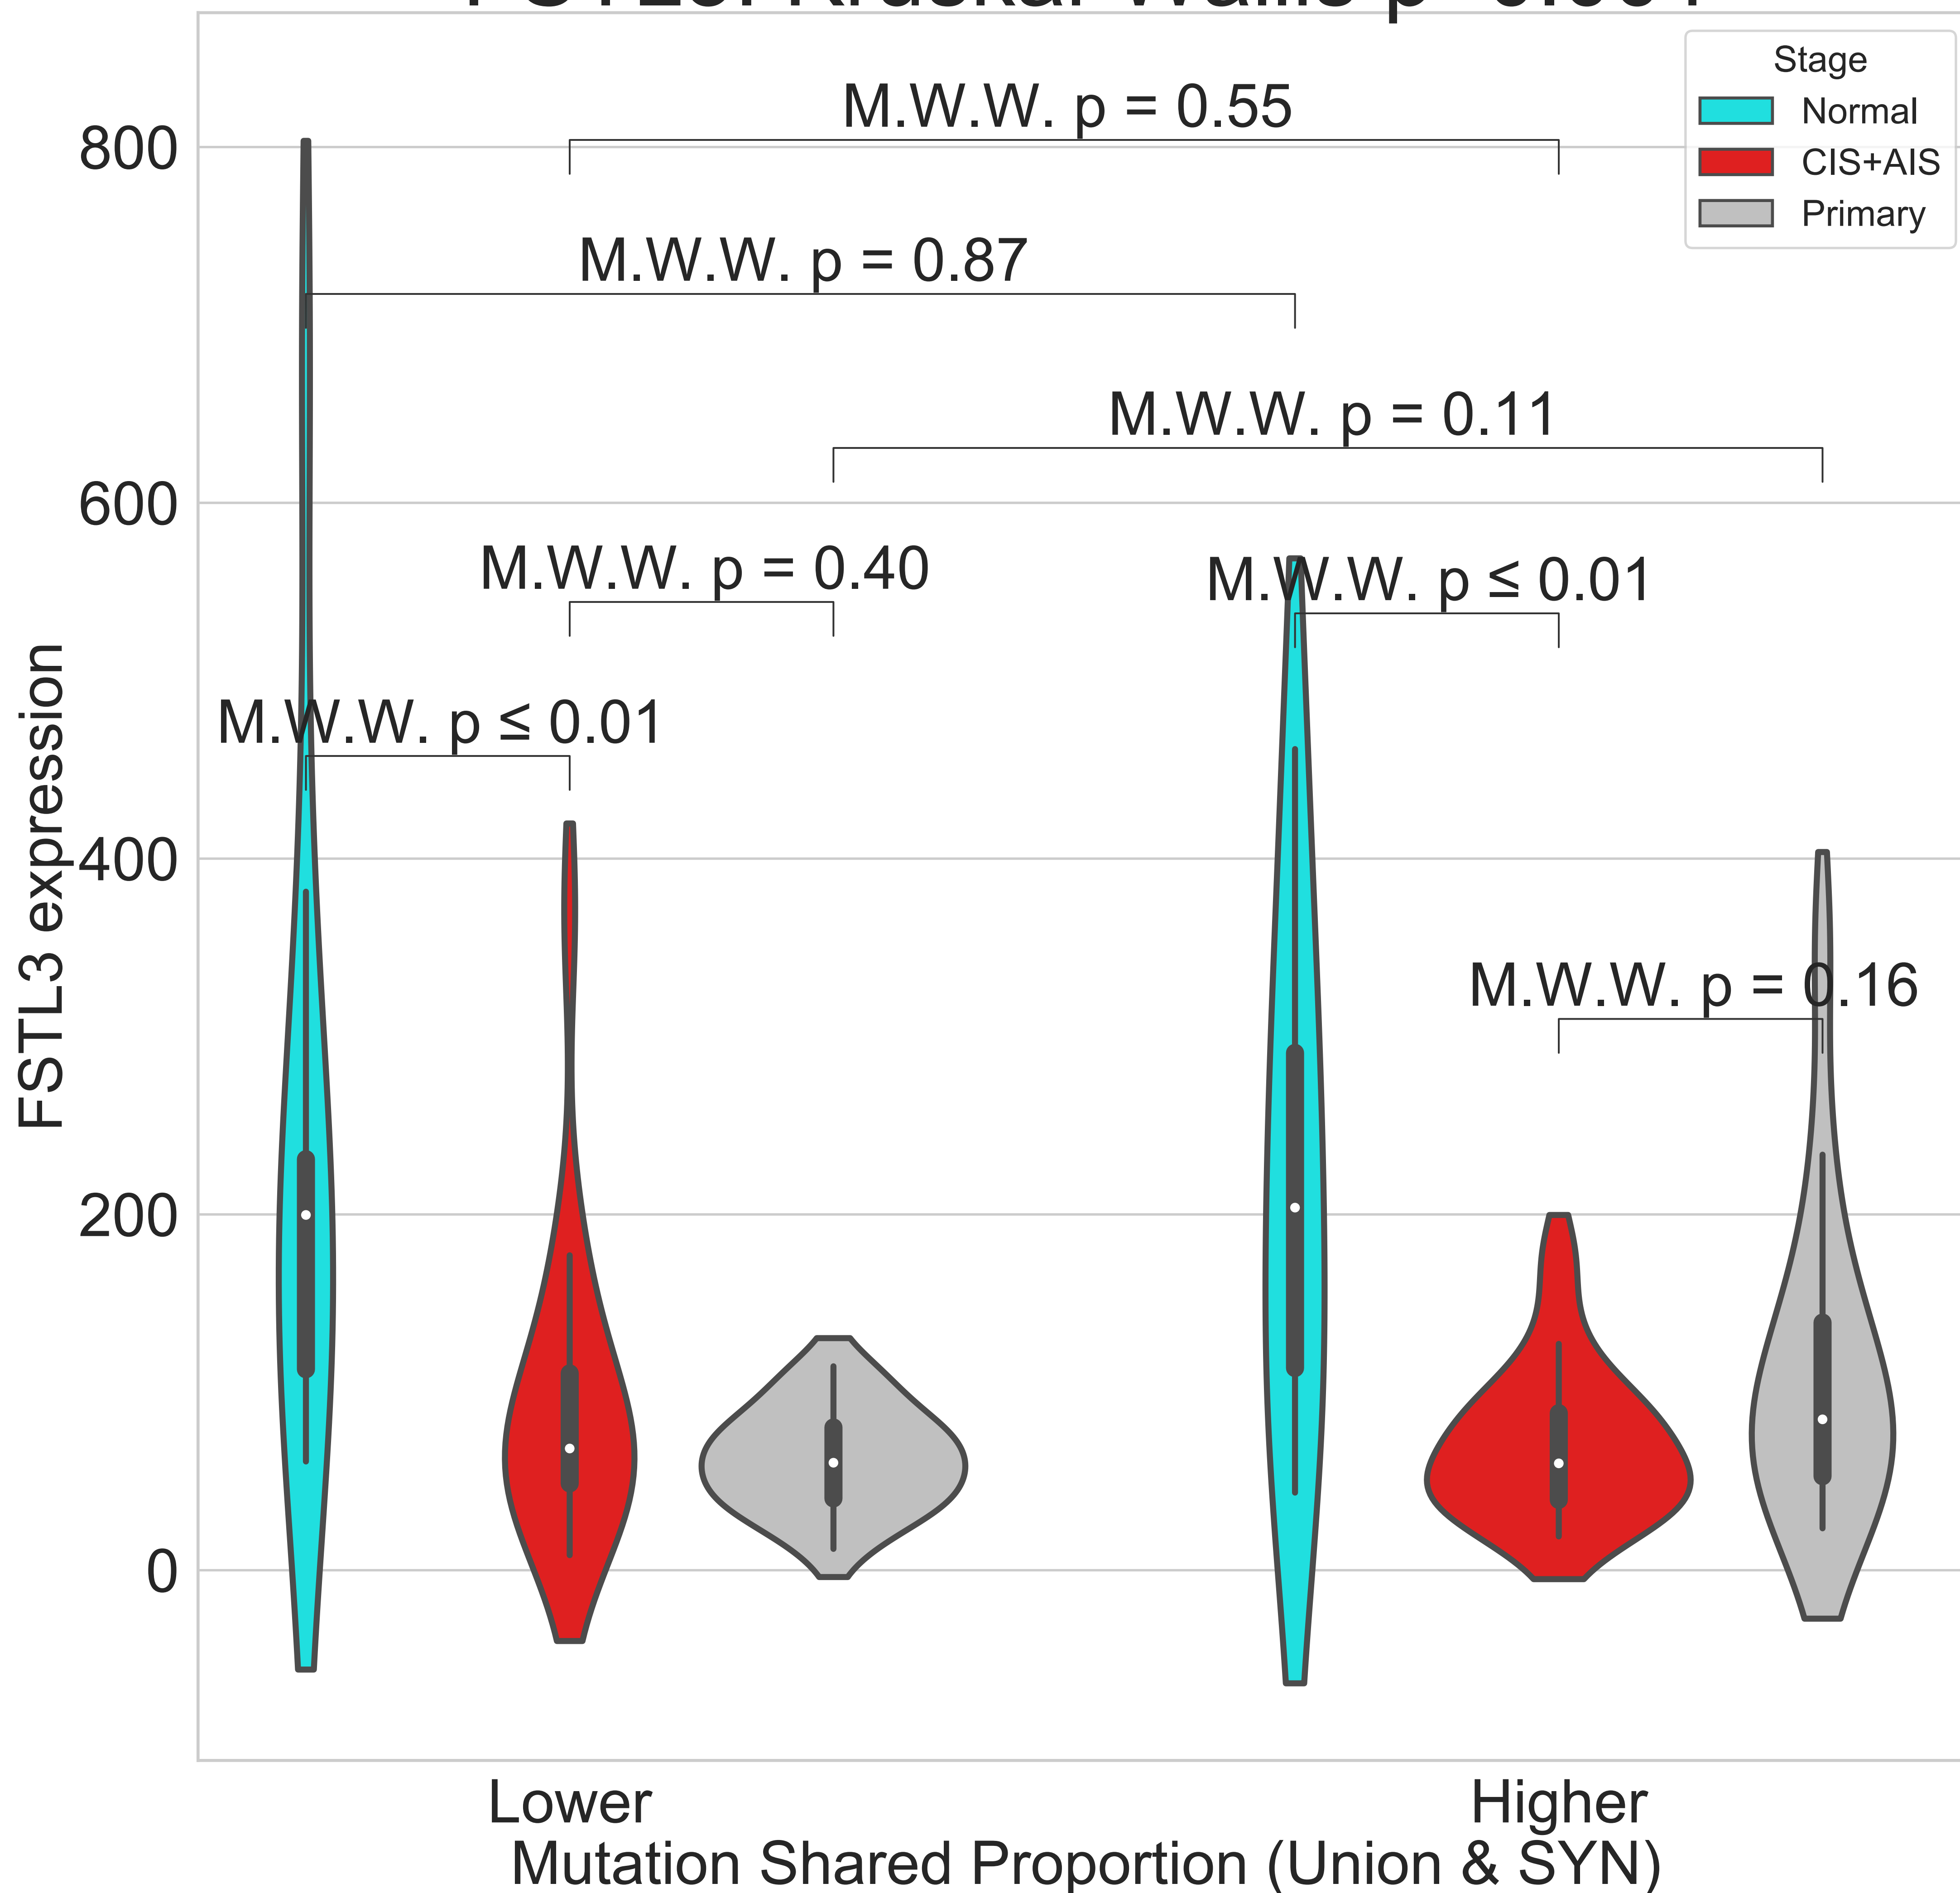 Stage
Normal
CIS+AIS
Primary
M.W.W. p = 0.55
M.W.W. p = 0.87
M.W.W. p = 0.11
M.W.W. p = 0.40
M.W.W. p ≤ 0.01
M.W.W. p ≤ 0.01
M.W.W. p = 0.16
800
600
400
200
0
FSTL3 expression
Lower
Higher
Mutation Shared Proportion (Union & SYN)